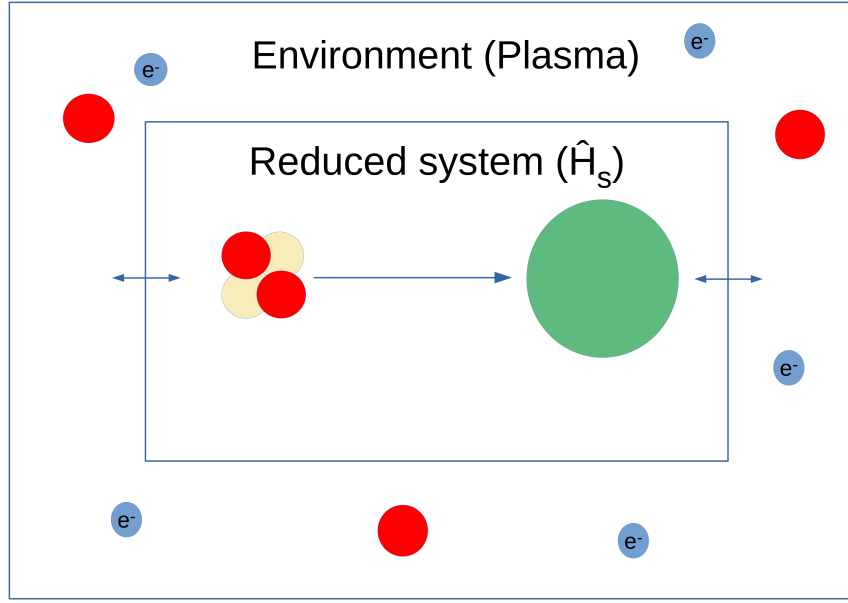 Environment (Plasma)
e-
e-
Reduced system (Ĥs)
e-
e-
e-